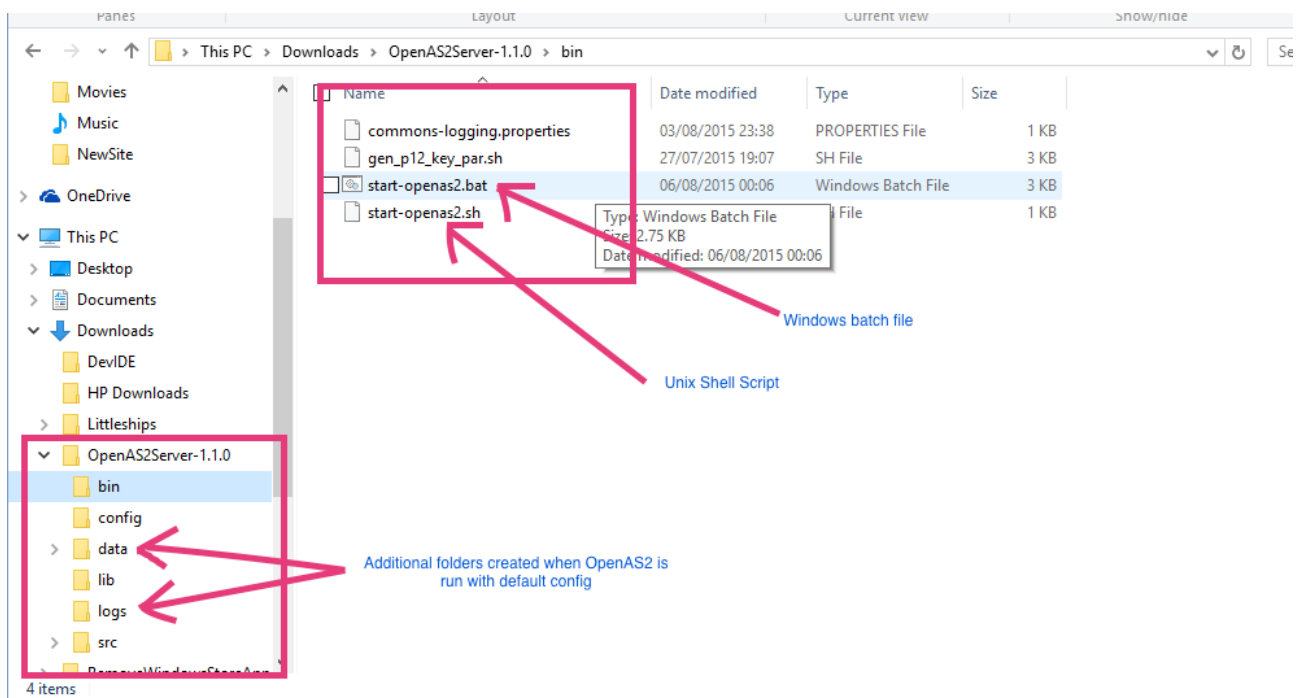 Panes Layout Current view Show/hide
This PC > Downloads > OpenAS2Server-1.1.0 > bin
Movies
Music
NewSite
OneDrive
This PC
Desktop
Documents
Downloads
DevIDE
HP Downloads
Littleships
OpenAS2Server-1.1.0
bin
config
data
lib
logs
src
4 items
Name Date modified Type Size
commons-logging.properties 03/08/2015 23:38 PROPERTIES File 1 KB
gen_p12_key_par.sh 27/07/2015 19:07 SH File 3 KB
start-openas2.bat 06/08/2015 00:06 Windows Batch File 3 KB
start-openas2.sh File 1 KB
Type: Windows Batch File
Size: 2.75 KB
Date modified: 06/08/2015 00:06
Windows batch file
Unix Shell Script
Additional folders created when OpenAS2 is
run with default config